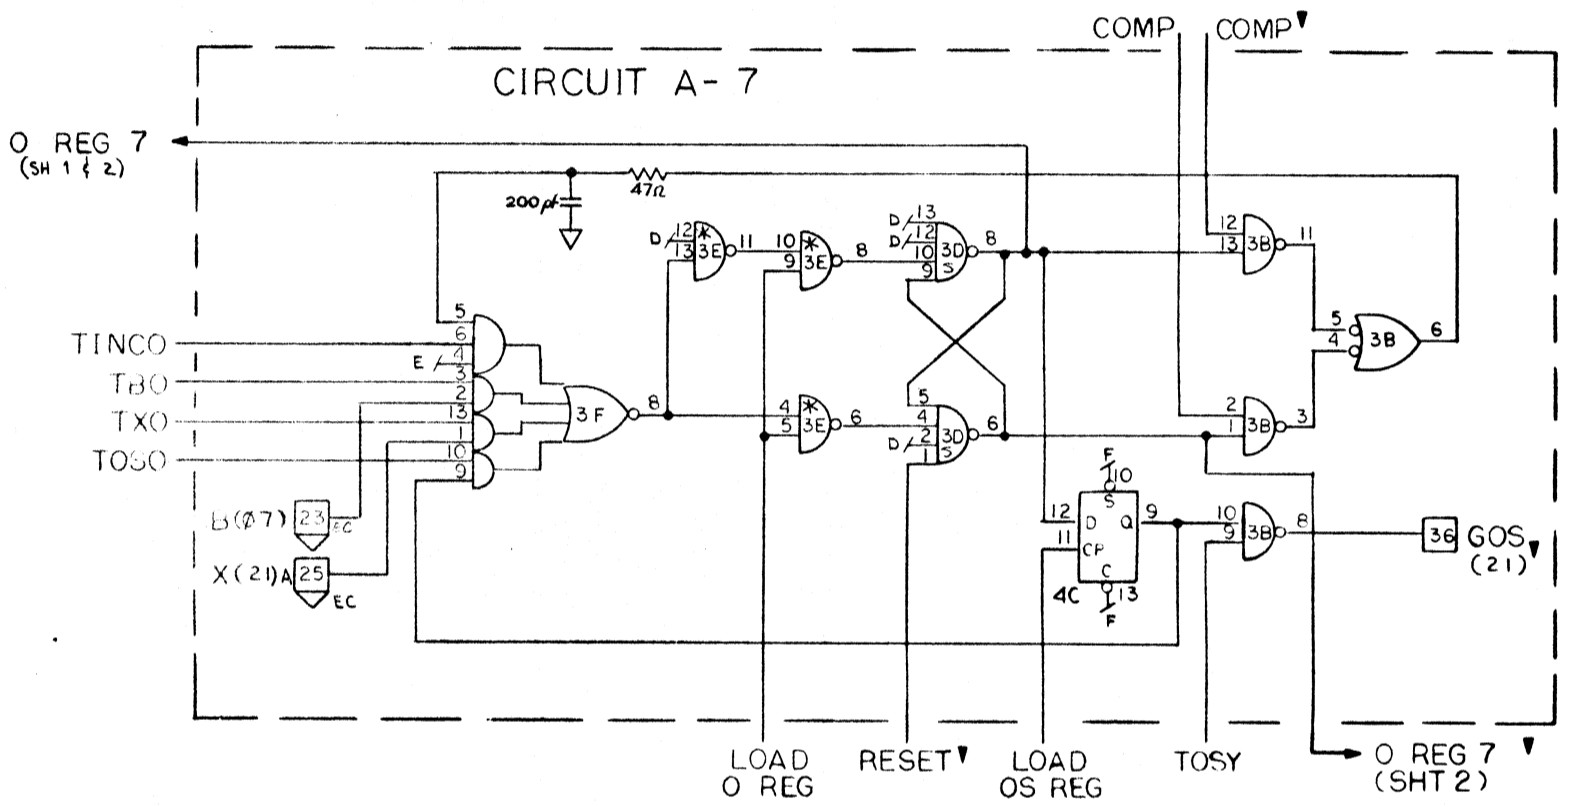 COMP COMP▼
CIRCUIT A-7
O REG 7
(SH 1 & 2)
47Ω
200 pf
D 12
13
* 3E
11
10
9
* 3E
8
D 13
D 12
10
9
3D
S
8
12
13
3B
11
5
4
3B
6
5
6
E 4
3
2
13
1
10
9
TINCO
TBO
TXO
TOSO
3F
8
4
5
* 3E
6
5
4
D 2
1
3D
S
6
2
1
3B
3
B(Ø7) 23 EC
X(21)A 25 EC
F
10
S
12 D Q 9
11 CP
C
4C 13
F
10
9
3B
8
36 GOS▼
(21)
LOAD
O REG
RESET▼
LOAD
OS REG
TOSY
O REG 7 ▼
(SHT 2)